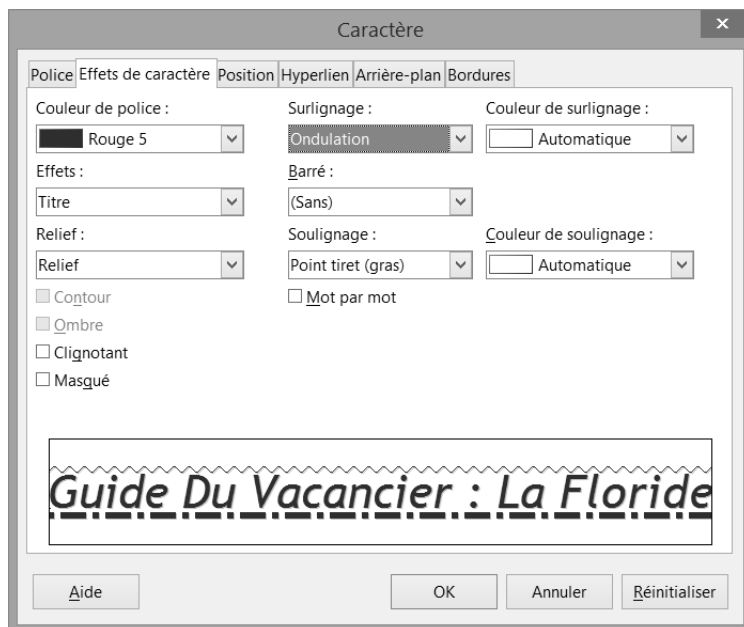 Caractère
Police Effets de caractère Position Hyperlien Arrière-plan Bordures
Couleur de police : Surlignage : Couleur de surlignage :
Rouge 5 Ondulation Automatique
Effets : Barré :
Titre (Sans)
Relief : Soulignage : Couleur de soulignage :
Relief Point tiret (gras) Automatique
Contour Mot par mot
Ombre
Clignotant
Masqué
Guide Du Vacancier : La Floride
Aide OK Annuler Réinitialiser